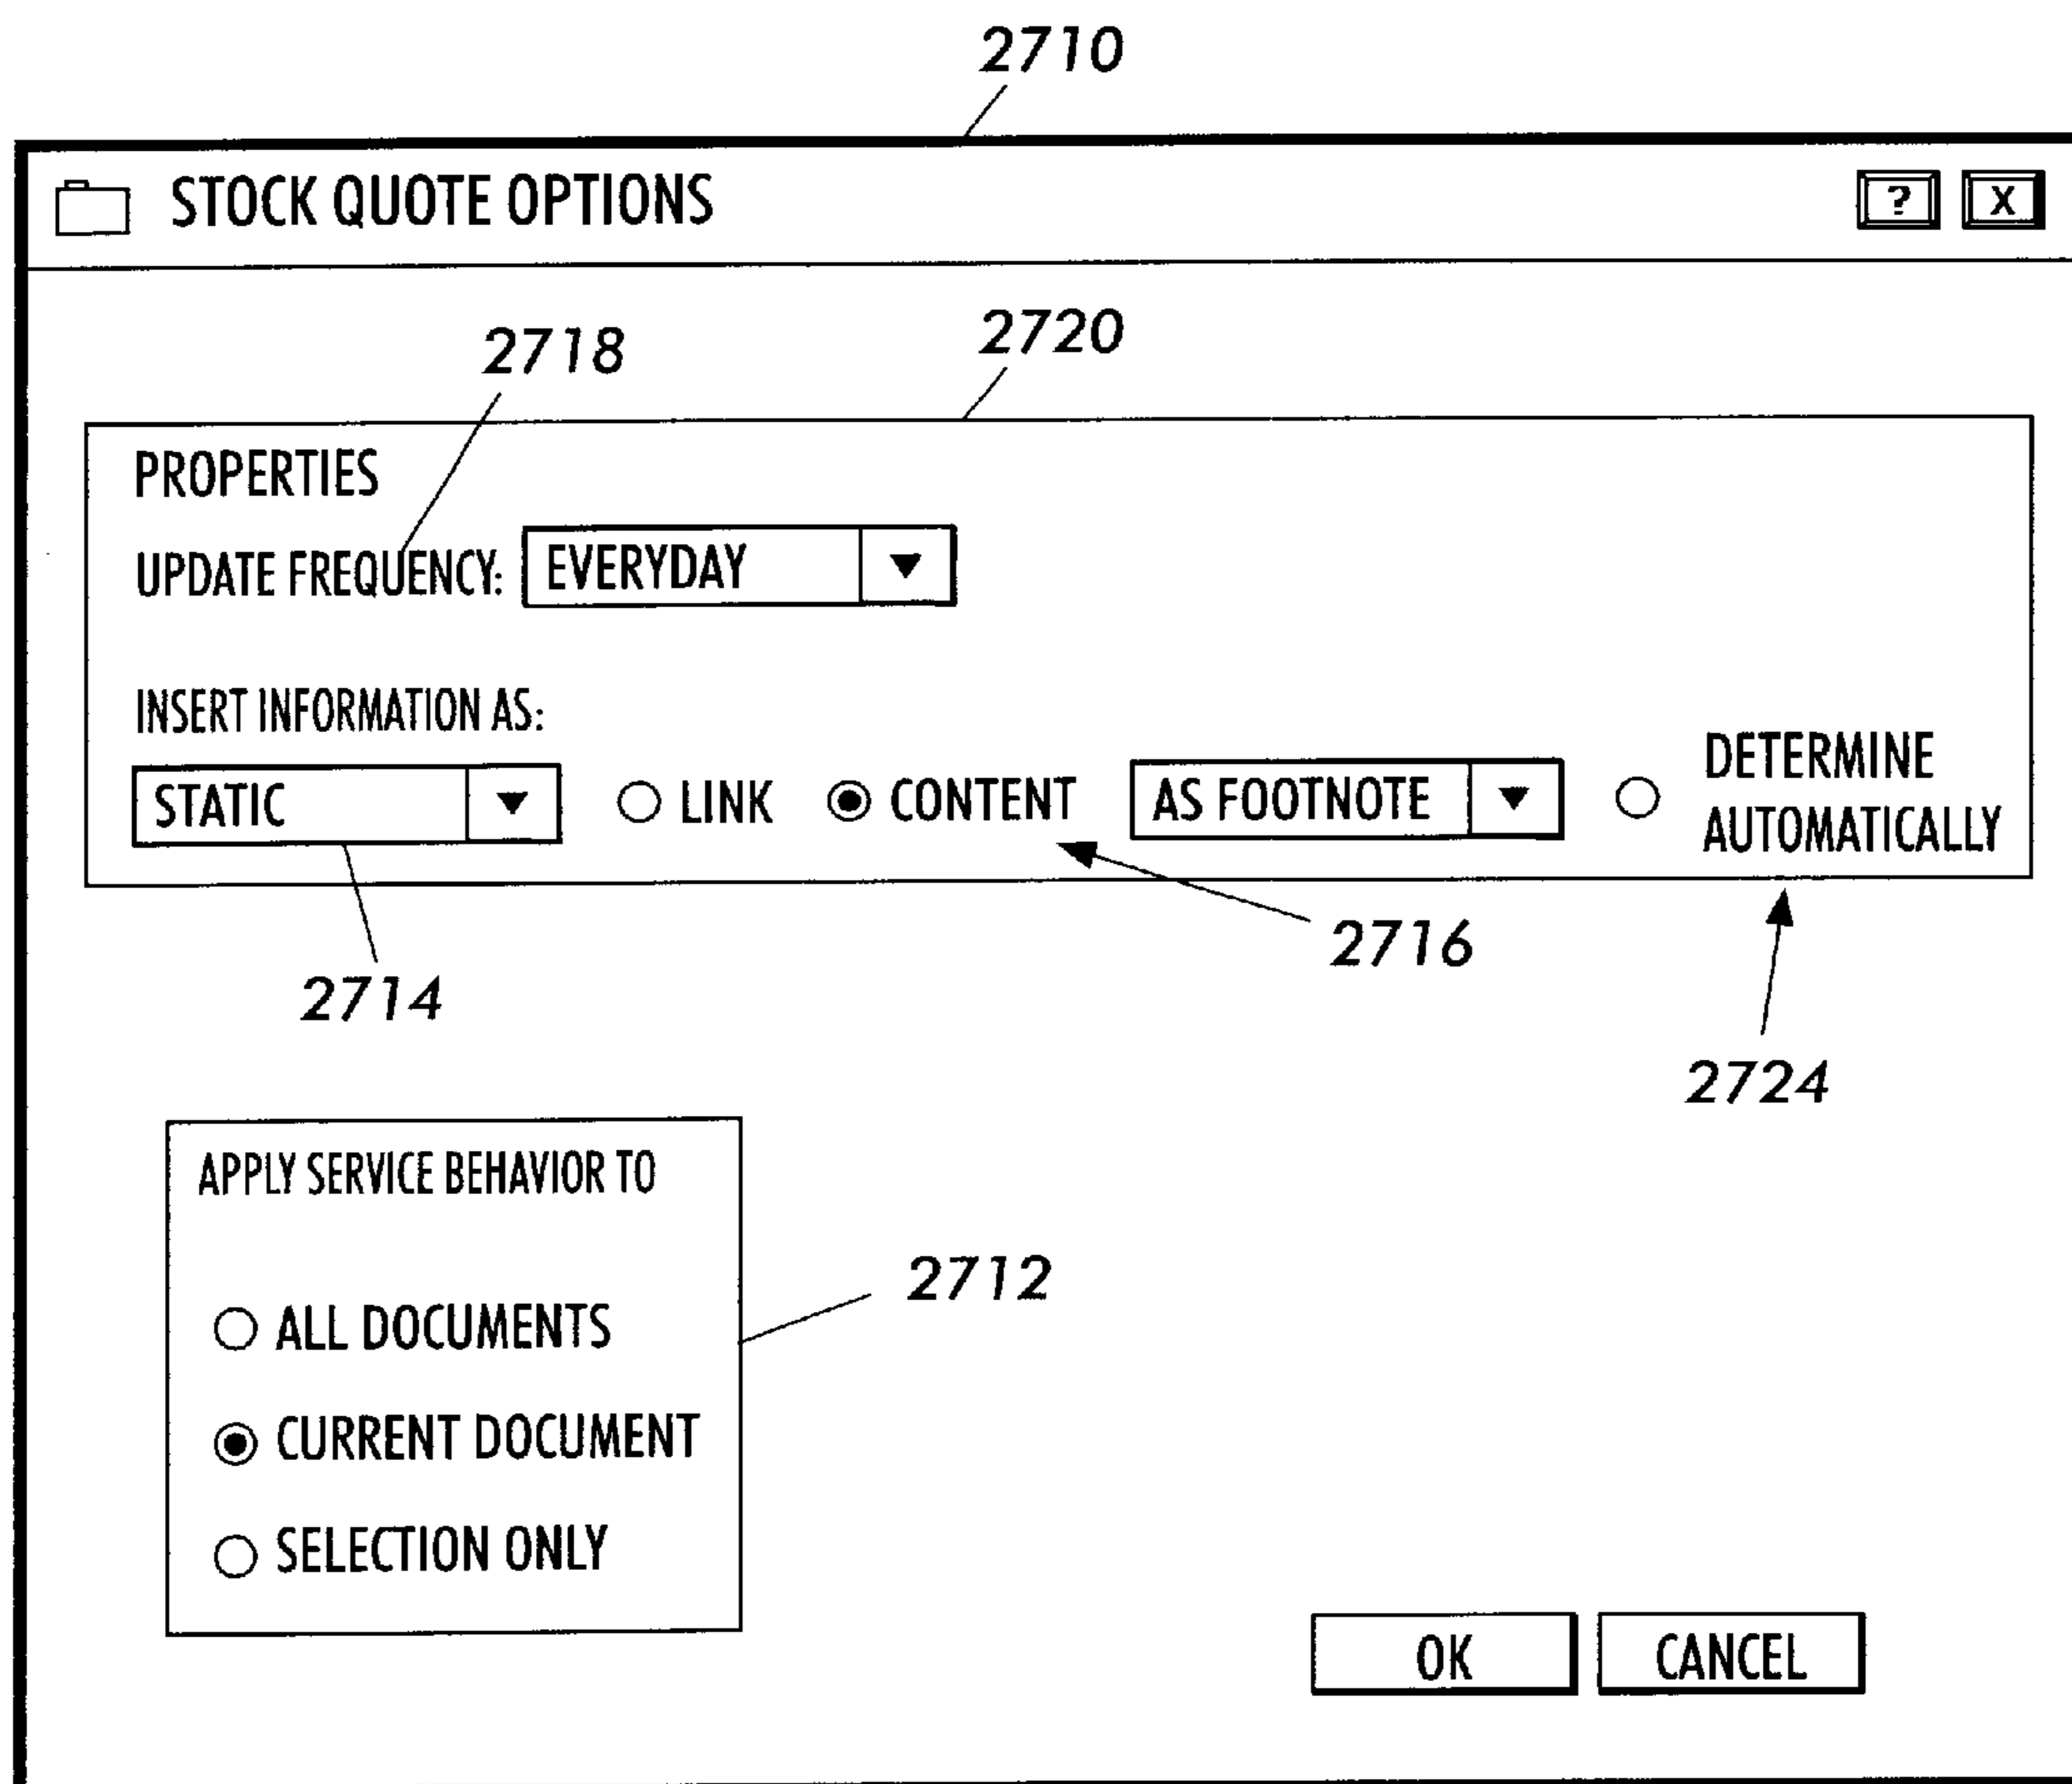 2710
STOCK QUOTE OPTIONS ? X
2718 2720
PROPERTIES
UPDATE FREQUENCY: EVERYDAY
INSERT INFORMATION AS:
STATIC LINK CONTENT AS FOOTNOTE DETERMINE
AUTOMATICALLY
2716
2714
2724
APPLY SERVICE BEHAVIOR TO
2712
ALL DOCUMENTS
CURRENT DOCUMENT
SELECTION ONLY
OK CANCEL